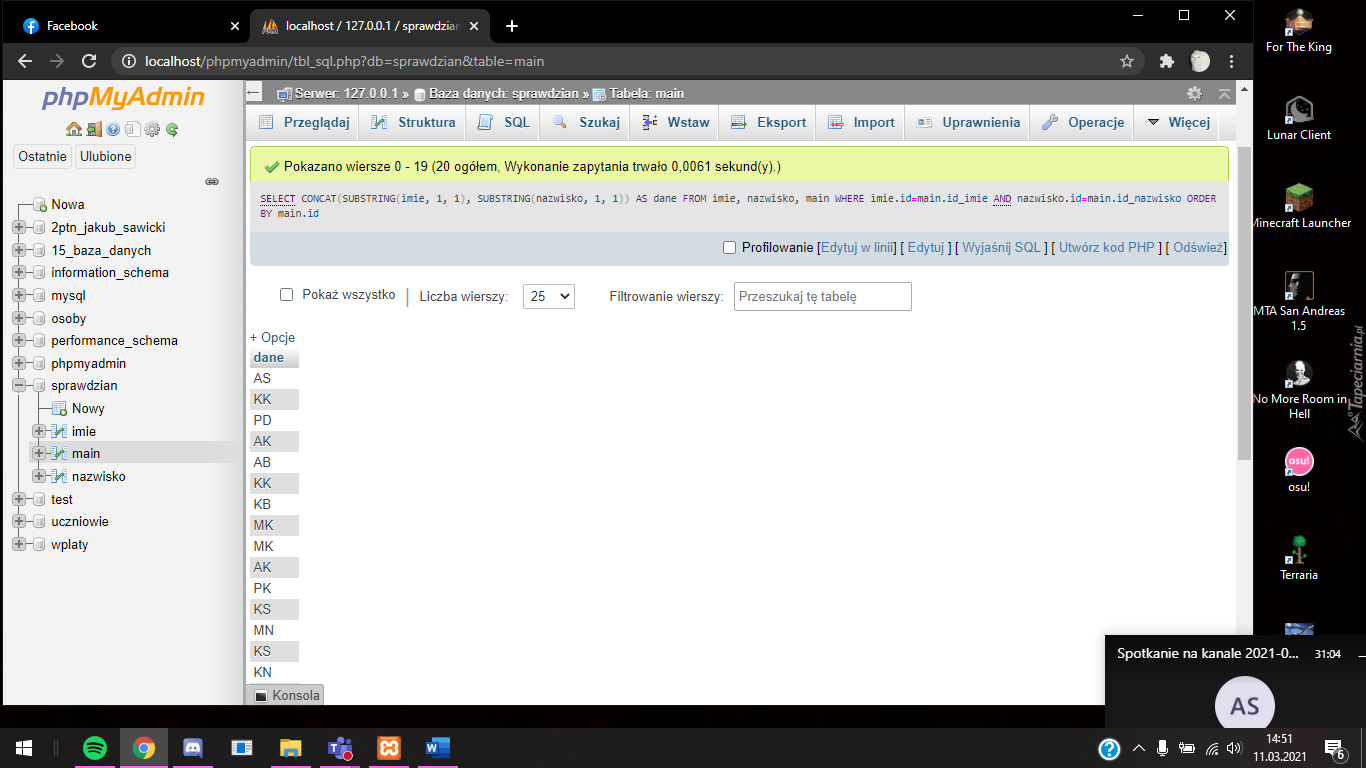 Facebook
localhost / 127.0.0.1 / sprawdzian
localhost/phpmyadmin/tbl_sql.php?db=sprawdzian&table=main
phpMyAdmin
Ostatnie Ulubione
Nowa
2ptn_jakub_sawicki
15_baza_danych
information_schema
mysql
osoby
performance_schema
phpmyadmin
sprawdzian
Nowy
imie
main
nazwisko
test
uczniowie
wplaty
Serwer: 127.0.0.1 » Baza danych: sprawdzian » Tabela: main
Przeglądaj Struktura SQL Szukaj Wstaw Eksport Import Uprawnienia Operacje Więcej
Pokazano wiersze 0 - 19 (20 ogółem, Wykonanie zapytania trwało 0,0061 sekund(y).)
SELECT CONCAT(SUBSTRING(imie, 1, 1), SUBSTRING(nazwisko, 1, 1)) AS dane FROM imie, nazwisko, main WHERE imie.id=main.id_imie AND nazwisko.id=main.id_nazwisko ORDER
BY main.id
Profilowanie [Edytuj w linii] [ Edytuj ] [ Wyjaśnij SQL ] [ Utwórz kod PHP ] [ Odśwież]
Pokaż wszystko | Liczba wierszy: 25 Filtrowanie wierszy: Przeszukaj tę tabelę
+ Opcje
dane
AS
KK
PD
AK
AB
KK
KB
MK
MK
AK
PK
KS
MN
KS
KN
Konsola
For The King
Lunar Client
Minecraft Launcher
MTA San Andreas
1.5
No More Room in
Hell
osu!
osu!
Terraria
Tapeciarnia.pl
Spotkanie na kanale 2021-0... 31:04
AS
14:51
11.03.2021
6